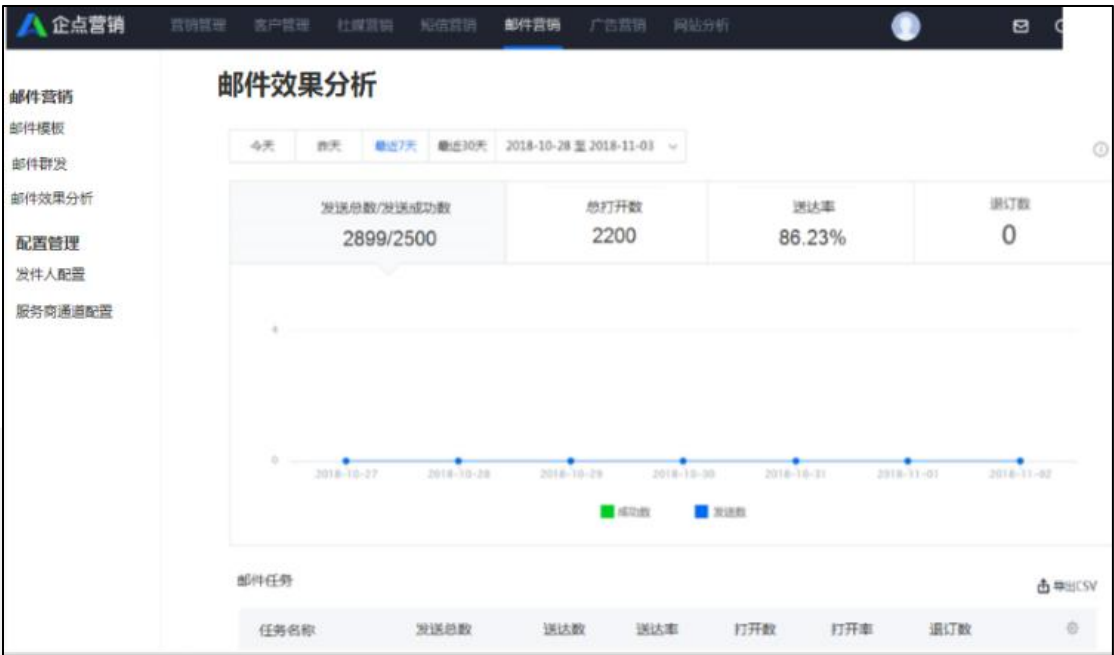 企点营销 营销管理 客户管理 社媒营销 短信营销 邮件营销 广告营销 网站分析
邮件效果分析
邮件营销
邮件模板
邮件群发
邮件效果分析
配置管理
发件人配置
服务商通道配置
今天 昨天 最近7天 最近30天 2018-10-28 至 2018-11-03
发送总数/发送成功数 总打开数 送达率 退订数
2899/2500 2200 86.23% 0
0
2018-10-27 2018-10-28 2018-10-29 2018-10-30 2018-10-31 2018-11-01 2018-11-02
成功数 发送数
邮件任务 导出CSV
任务名称 发送总数 送达数 送达率 打开数 打开率 退订数